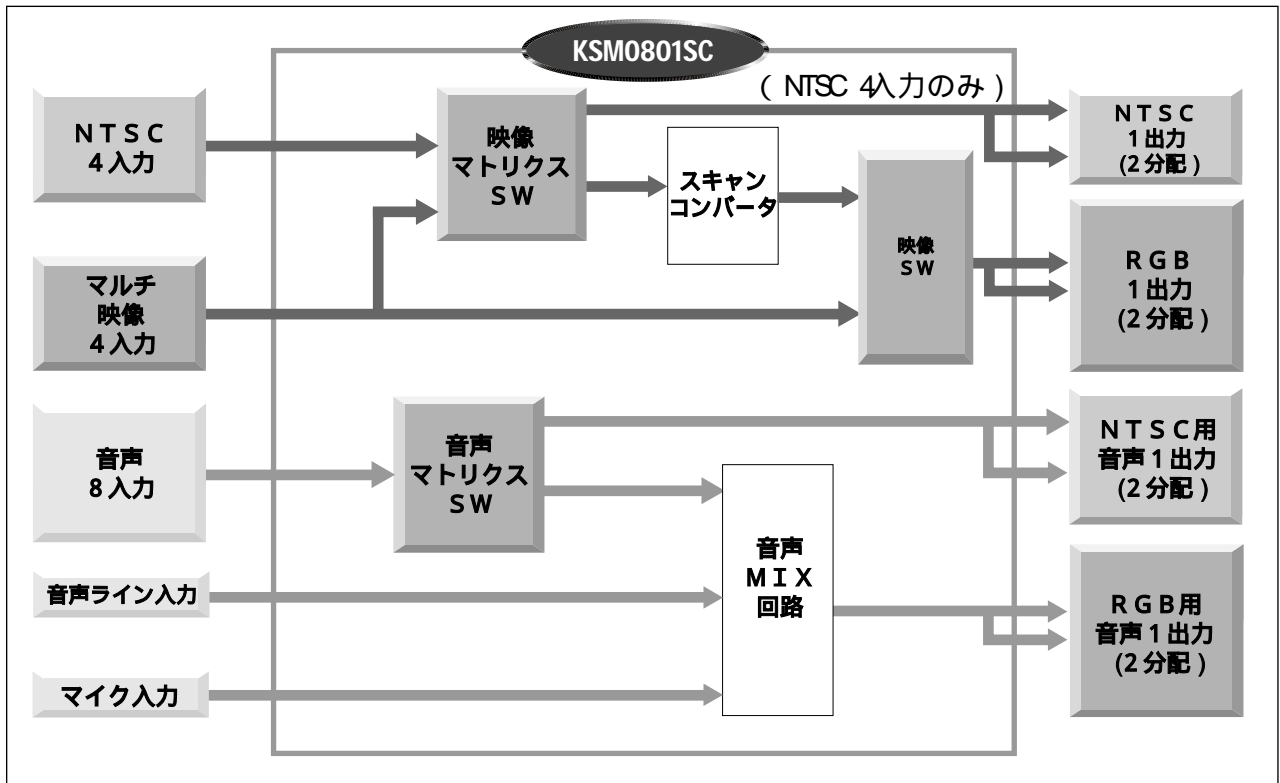 KSM0801SC
( NTSC 4入力のみ )
ＮＴＳＣ
４入力
マルチ
映像
４入力
音声
８入力
音声ライン入力
マイク入力
映像
マトリクス
ＳＷ
スキャン
コンバータ
映像
ＳＷ
音声
マトリクス
ＳＷ
音声
ＭＩＸ
回路
ＮＴＳＣ
１出力
(２分配)
ＲＧＢ
１出力
(２分配)
ＮＴＳＣ用
音声１出力
(２分配)
ＲＧＢ用
音声１出力
(２分配)